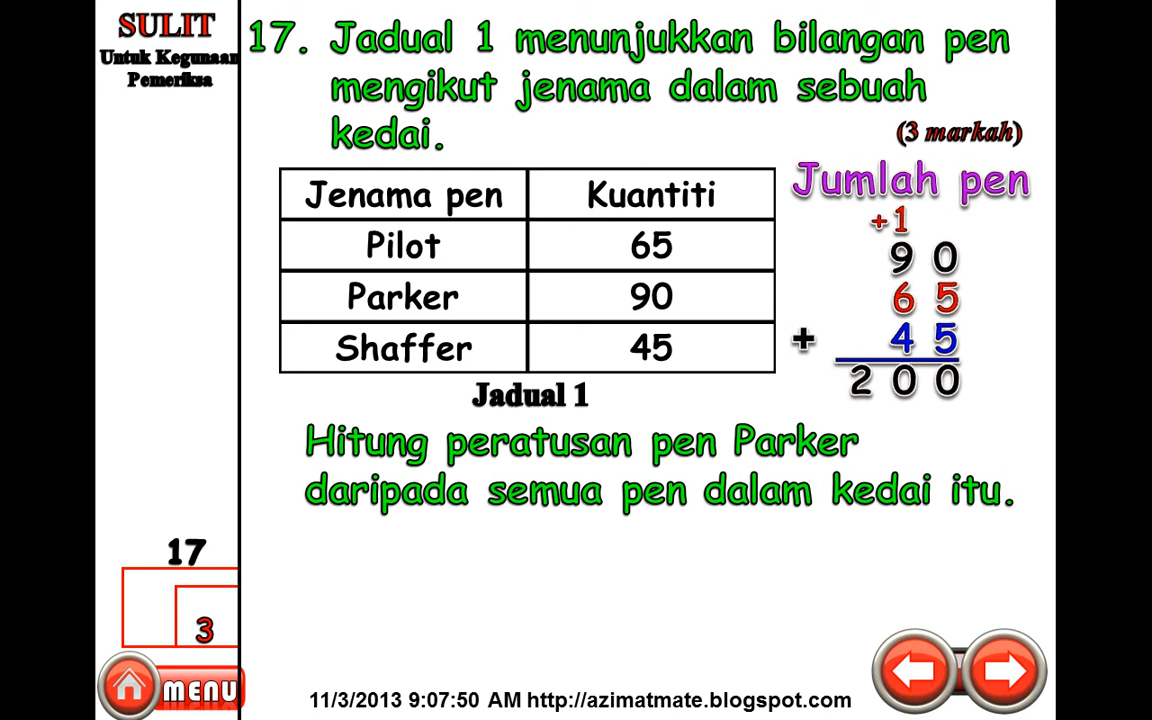 SULIT
Untuk Kegunaan
Pemeriksa
17. Jadual 1 menunjukkan bilangan pen
mengikut jenama dalam sebuah
kedai.
(3 markah)
Jenama pen Kuantiti
Pilot 65
Parker 90
Shaffer 45
Jadual 1
Jumlah pen
+1
9 0
6 5
+ 4 5
2 0 0
Hitung peratusan pen Parker
daripada semua pen dalam kedai itu.
17
3
MENU
11/3/2013 9:07:50 AM http://azimatmate.blogspot.com